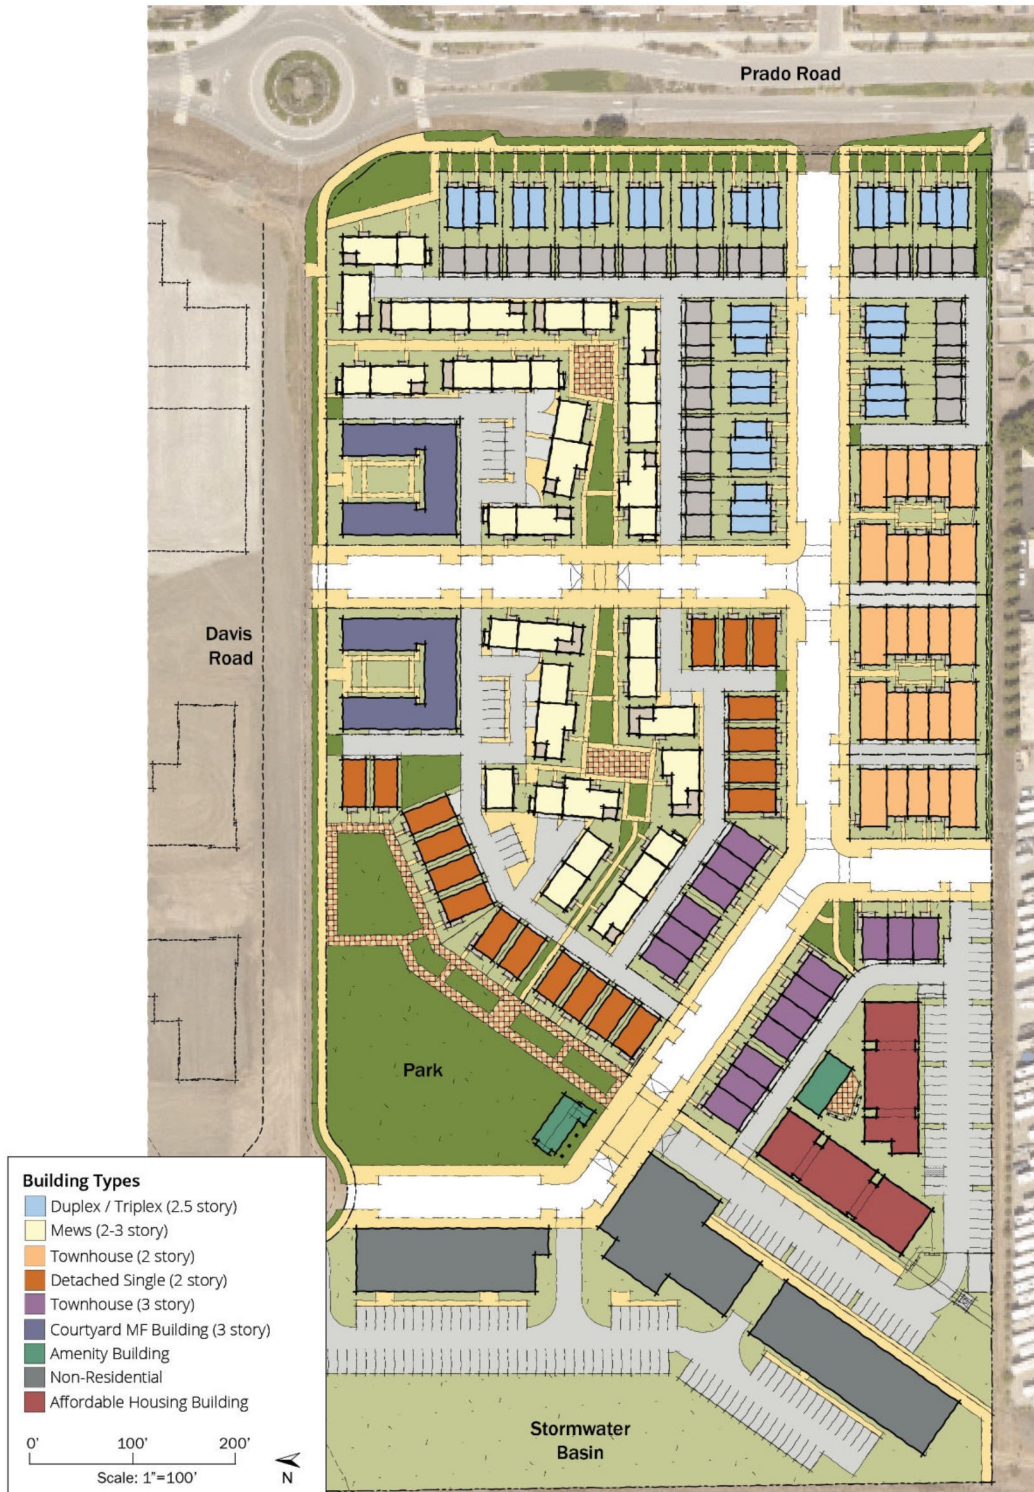 Prado Road
Davis
Road
Park
Building Types
Duplex / Triplex (2.5 story)
Mews (2-3 story)
Townhouse (2 story)
Detached Single (2 story)
Townhouse (3 story)
Courtyard MF Building (3 story)
Amenity Building
Non-Residential
Affordable Housing Building
0' 100' 200'
Scale: 1"=100'
N
Stormwater
Basin